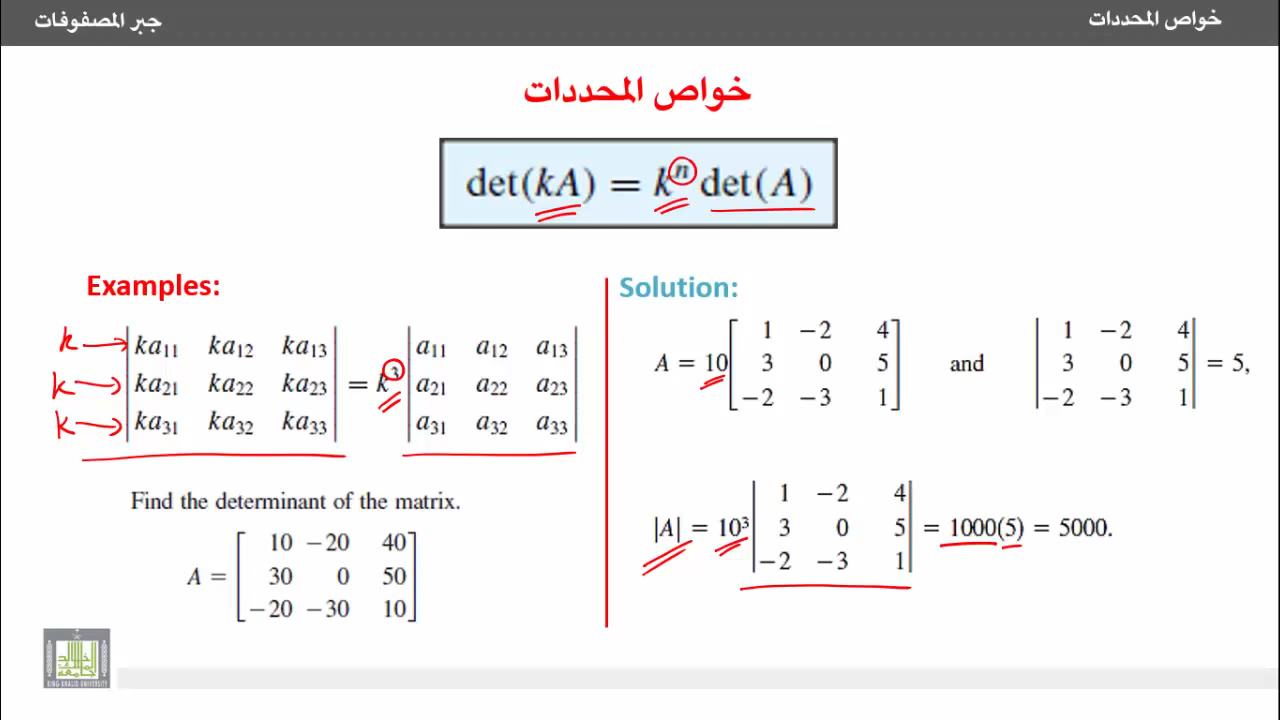 خواص المحددات
جبر المصفوفات
خواص المحددات
det(kA) = kⁿ det(A)
Examples:
k → | ka₁₁ ka₁₂ ka₁₃ |
k → | ka₂₁ ka₂₂ ka₂₃ |
k → | ka₃₁ ka₃₂ ka₃₃ |
= k³
| a₁₁ a₁₂ a₁₃ |
| a₂₁ a₂₂ a₂₃ |
| a₃₁ a₃₂ a₃₃ |
Find the determinant of the matrix.
A =
[ 10 −20 40 ]
[ 30 0 50 ]
[ −20 −30 10 ]
Solution:
A = 10
[ 1 −2 4 ]
[ 3 0 5 ]
[ −2 −3 1 ]
and
| 1 −2 4 |
| 3 0 5 |
| −2 −3 1 |
= 5,
|A| = 10³
| 1 −2 4 |
| 3 0 5 |
| −2 −3 1 |
= 1000(5) = 5000.
KING KHALID UNIVERSITY